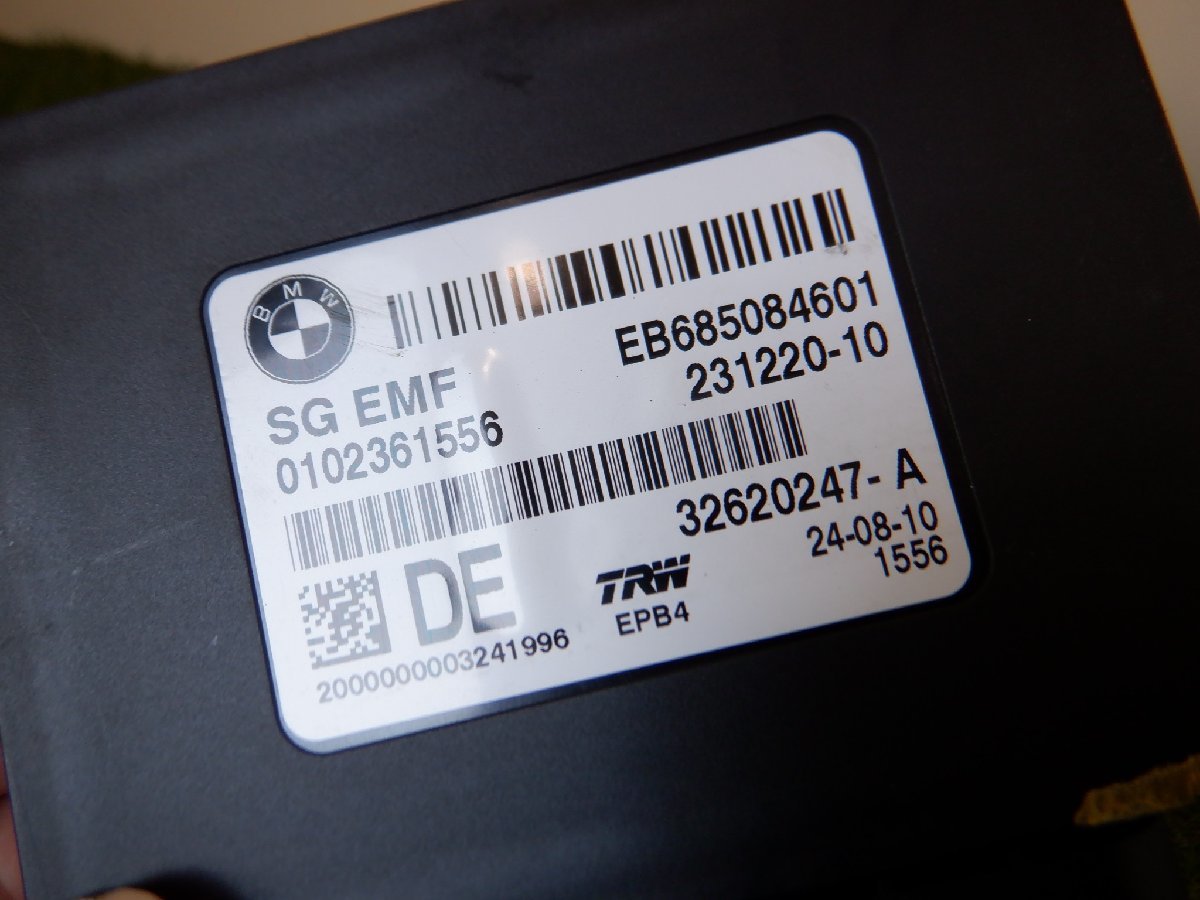 BMW
EB685084601
SG EMF
231220-10
0102361556
32620247-A
24-08-10
1556
DE
TRW
EPB4
2000000003241996